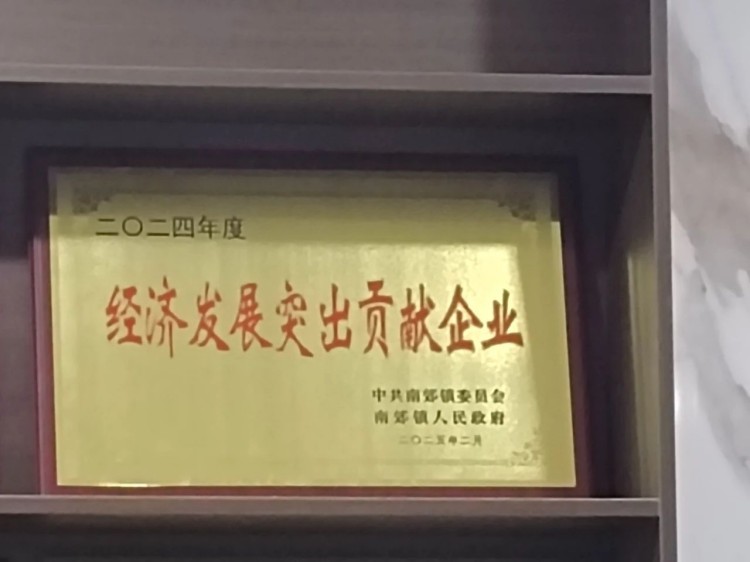 二〇二四年度
经济发展突出贡献企业
中共南郊镇委员会
南郊镇人民政府
二〇二五年二月